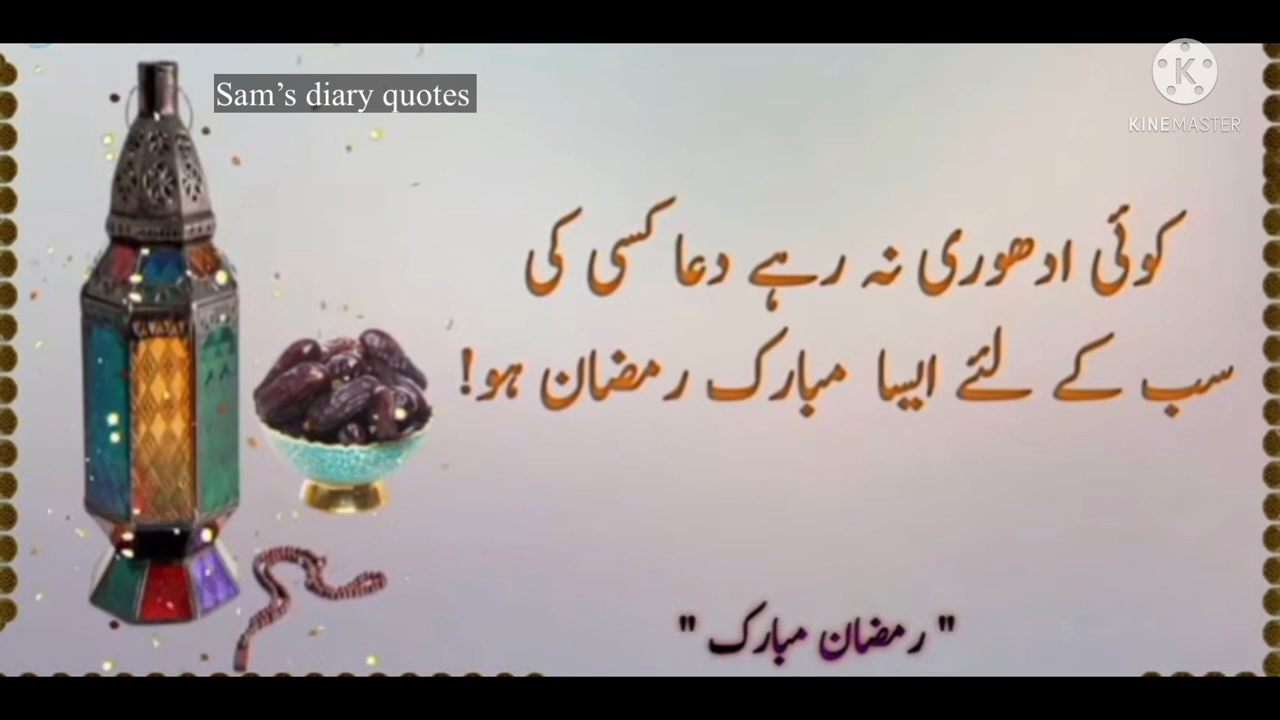 Sam’s diary quotes
K
KINEMASTER
کوئی ادھوری نہ رہے دعا کسی کی
سب کے لئے ایسا مبارک رمضان ہو!
" رمضان مبارک "